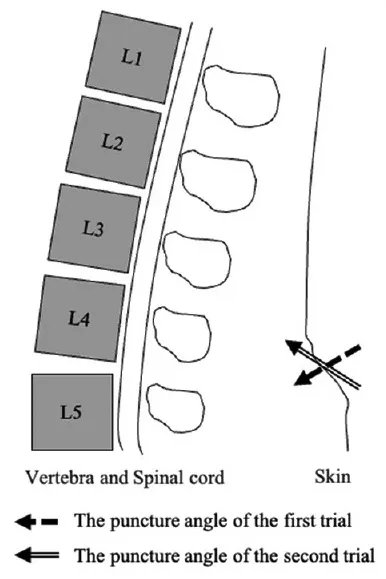 L1
L2
L3
L4
L5
Vertebra and Spinal cord Skin
The puncture angle of the first trial
The puncture angle of the second trial